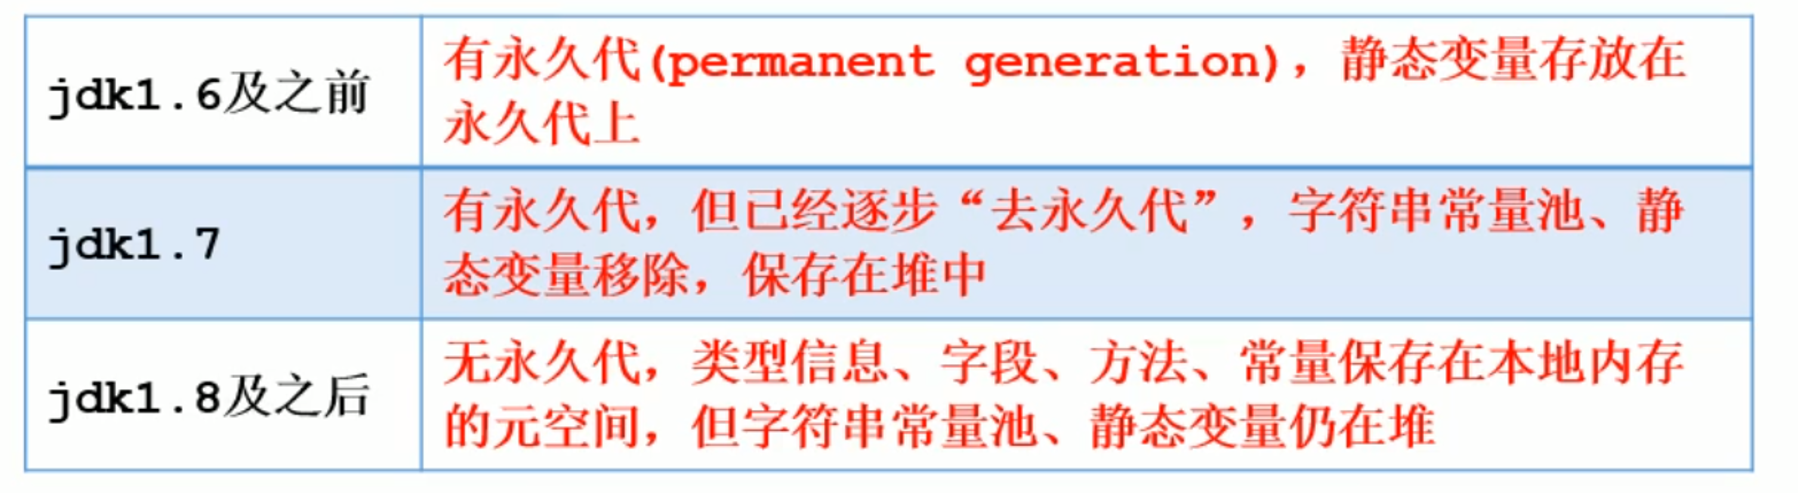 jdk1.6及之前
有永久代(permanent generation)，静态变量存放在
永久代上
jdk1.7
有永久代，但已经逐步“去永久代”，字符串常量池、静
态变量移除，保存在堆中
jdk1.8及之后
无永久代，类型信息、字段、方法、常量保存在本地内存
的元空间，但字符串常量池、静态变量仍在堆